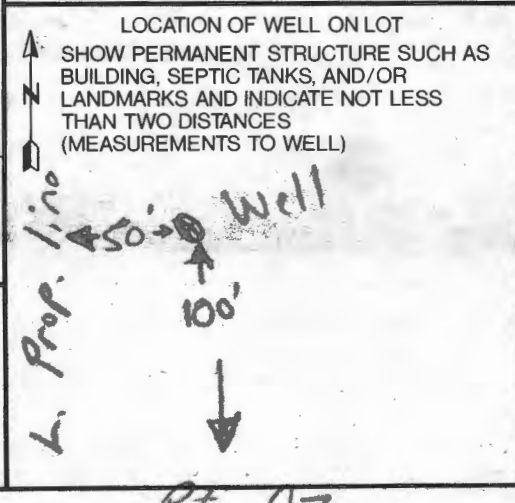 LOCATION OF WELL ON LOT
SHOW PERMANENT STRUCTURE SUCH AS
BUILDING, SEPTIC TANKS, AND/OR
LANDMARKS AND INDICATE NOT LESS
THAN TWO DISTANCES
(MEASUREMENTS TO WELL)
N
Well
50'
100'
L. Prop. line